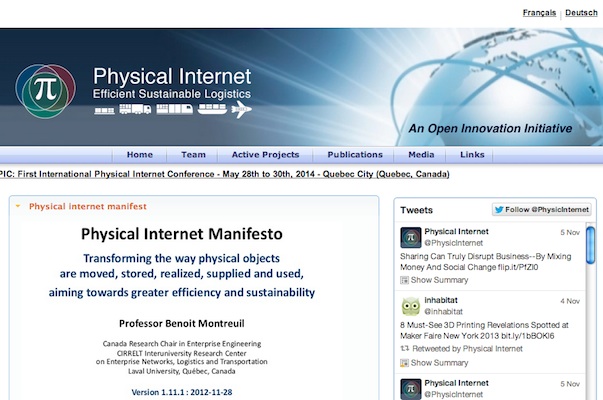 Français | Deutsch
π
Physical Internet
Efficient Sustainable Logistics
An Open Innovation Initiative
Home Team Active Projects Publications Media Links
PIC: First International Physical Internet Conference - May 28th to 30th, 2014 - Quebec City (Quebec, Canada)
Physical internet manifest
Physical Internet Manifesto
Transforming the way physical objects
are moved, stored, realized, supplied and used,
aiming towards greater efficiency and sustainability
Professor Benoit Montreuil
Canada Research Chair in Enterprise Engineering
CIRRELT Interuniversity Research Center
on Enterprise Networks, Logistics and Transportation
Laval University, Québec, Canada
Version 1.11.1 : 2012-11-28
Tweets
Follow @PhysicInternet
Physical Internet 5 Nov
@PhysicInternet
Sharing Can Truly Disrupt Business--By Mixing
Money And Social Change flip.it/PfZI0
Show Summary
inhabitat 4 Nov
@inhabitat
8 Must-See 3D Printing Revelations Spotted at
Maker Faire New York 2013 bit.ly/1bBOKI6
Retweeted by Physical Internet
Show Summary
Physical Internet 5 Nov
@PhysicInternet